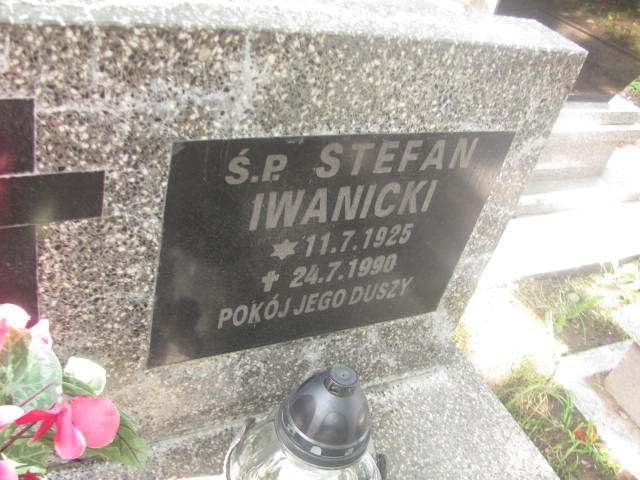 Ś.P. STEFAN
IWANICKI
✶ 11.7.1925
✝ 24.7.1990
POKÓJ JEGO DUSZY